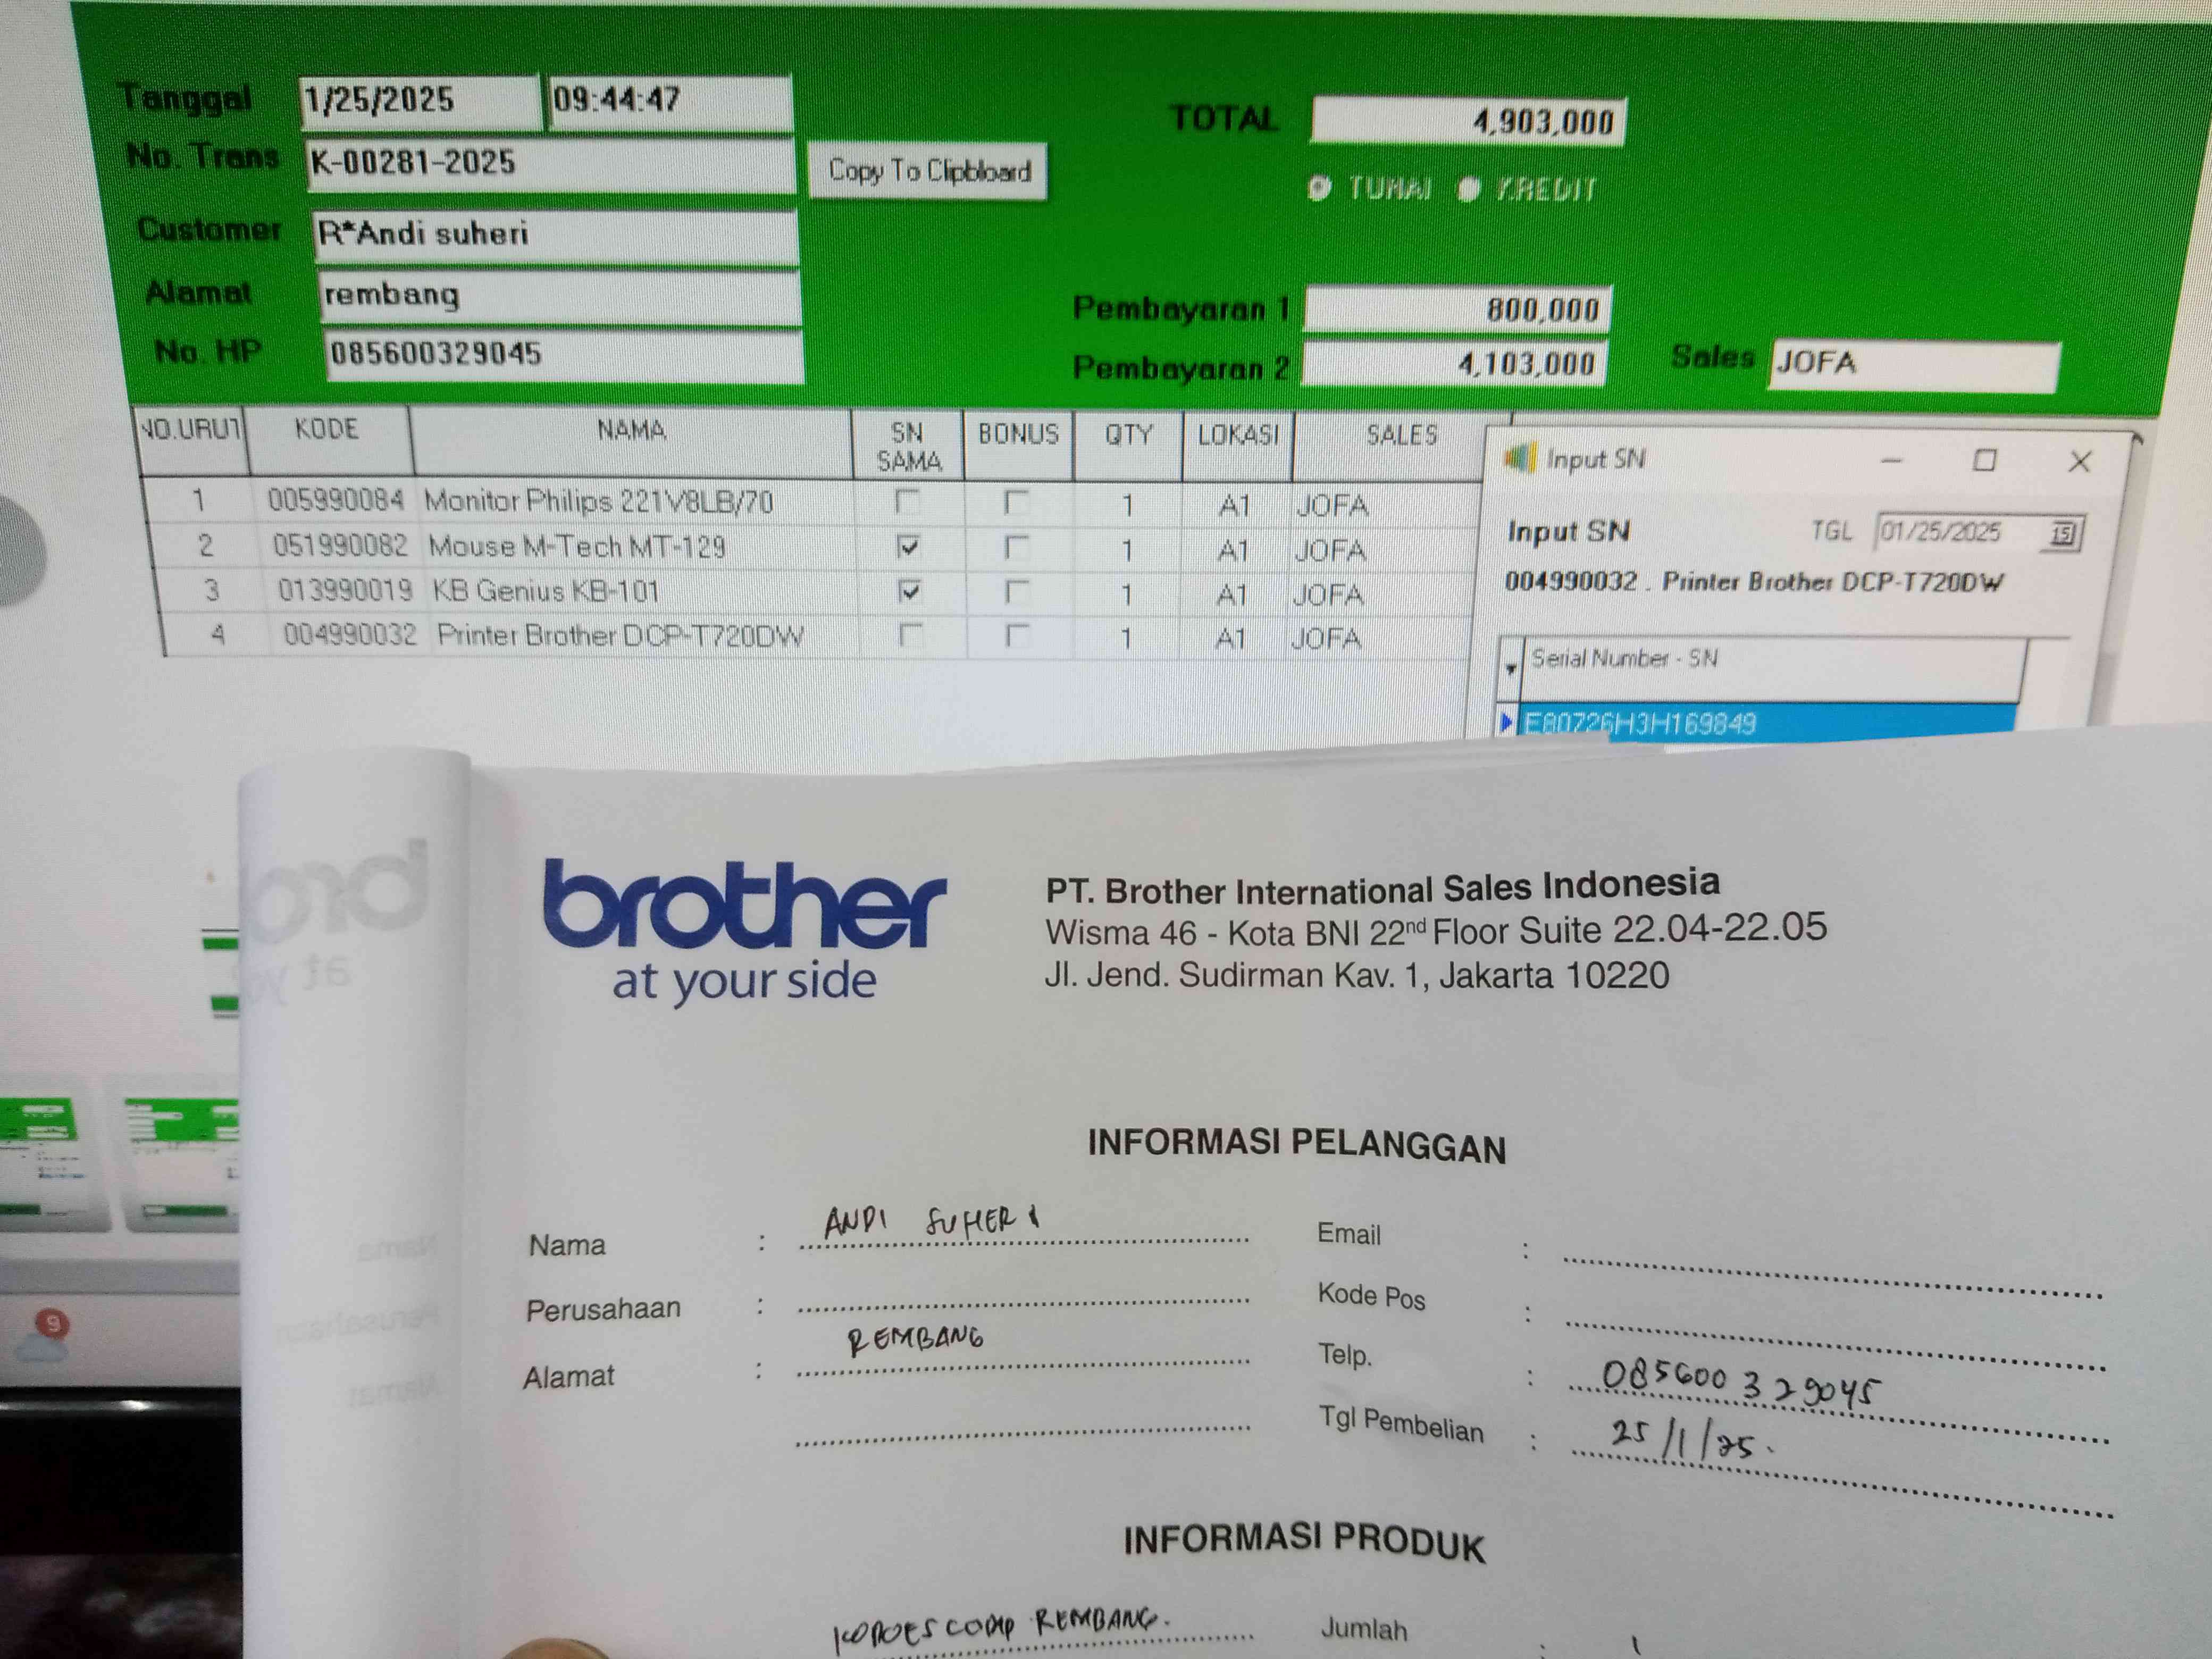 Tanggal 1/25/2025 09:44:47
No. Trans K-00281-2025 Copy To Clipbloard
Customer R*Andi suheri
Alamat rembang
No. HP 085600329045
TOTAL 4,903,000
TUNAI KREDIT
Pembayaran 1 800,000
Pembayaran 2 4,103,000
Sales JOFA
NO.URUT KODE NAMA SN SAMA BONUS QTY LOKASI SALES
1 005990084 Monitor Philips 221V8LB/70 1 A1 JOFA
2 051990082 Mouse M-Tech MT-129 1 A1 JOFA
3 013990019 KB Genius KB-101 1 A1 JOFA
4 004990032 Printer Brother DCP-T720DW 1 A1 JOFA
Input SN
Input SN TGL 01/25/2025 15
004990032 . Printer Brother DCP-T720DW
Serial Number - SN
E80726H3H169849
brother
at your side
PT. Brother International Sales Indonesia
Wisma 46 - Kota BNI 22nd Floor Suite 22.04-22.05
Jl. Jend. Sudirman Kav. 1, Jakarta 10220
INFORMASI PELANGGAN
Nama : ANDI SUHERI
Perusahaan :
Alamat : REMBANG
Email :
Kode Pos :
Telp. : 085600329045
Tgl Pembelian : 25/1/25.
INFORMASI PRODUK
REMBANG.
Jumlah : 1
9